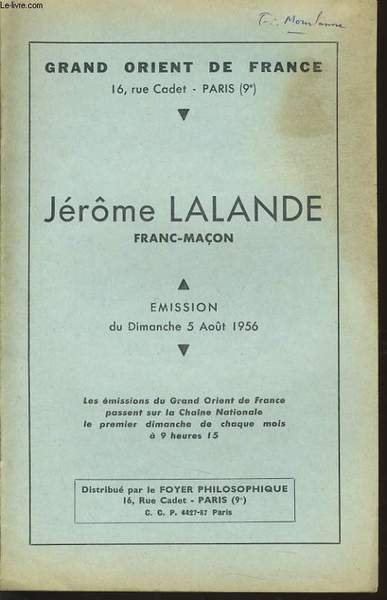 Le-livre.com
GRAND ORIENT DE FRANCE
16, rue Cadet - PARIS (9e)
Jérôme LALANDE
FRANC-MAÇON
EMISSION
du Dimanche 5 Août 1956
Les émissions du Grand Orient de France
passent sur la Chaîne Nationale
le premier dimanche de chaque mois
à 9 heures 15
Distribué par le FOYER PHILOSOPHIQUE
16, Rue Cadet - PARIS (9e)
C. C. P. 4427-87 Paris